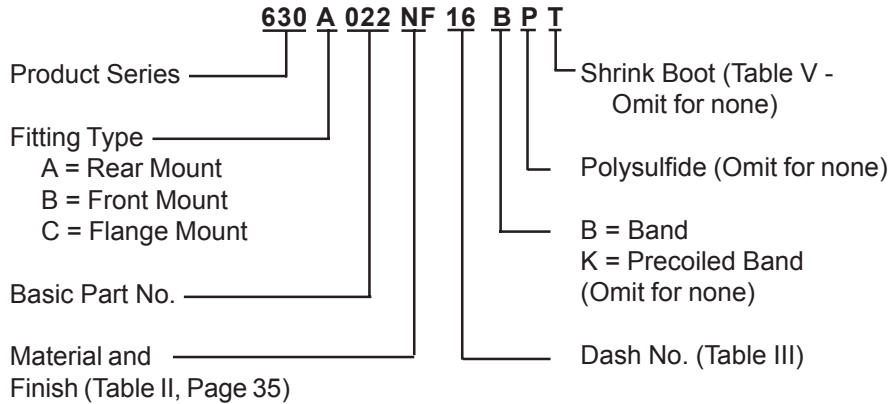 630 A 022 NF 16 B P T
Product Series
Fitting Type
A = Rear Mount
B = Front Mount
C = Flange Mount
Basic Part No.
Material and
Finish (Table II, Page 35)
Shrink Boot (Table V -
Omit for none)
Polysulfide (Omit for none)
B = Band
K = Precoiled Band
(Omit for none)
Dash No. (Table III)